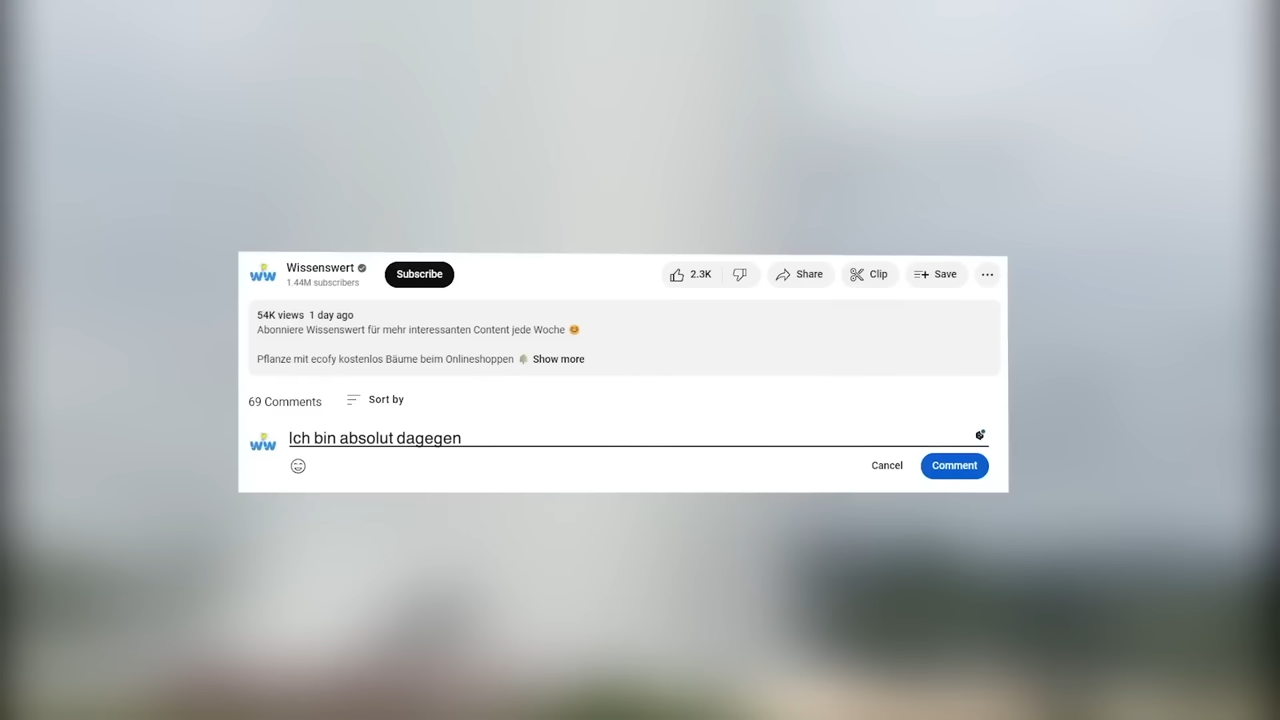 Wissenswert
1.44M subscribers
Subscribe
2.3K
Share
Clip
Save
54K views 1 day ago
Abonniere Wissenswert für mehr interessanten Content jede Woche 😊
Pflanze mit ecofy kostenlos Bäume beim Onlineshoppen 🌲 Show more
69 Comments
Sort by
WW
Ich bin absolut dagegen
Cancel
Comment